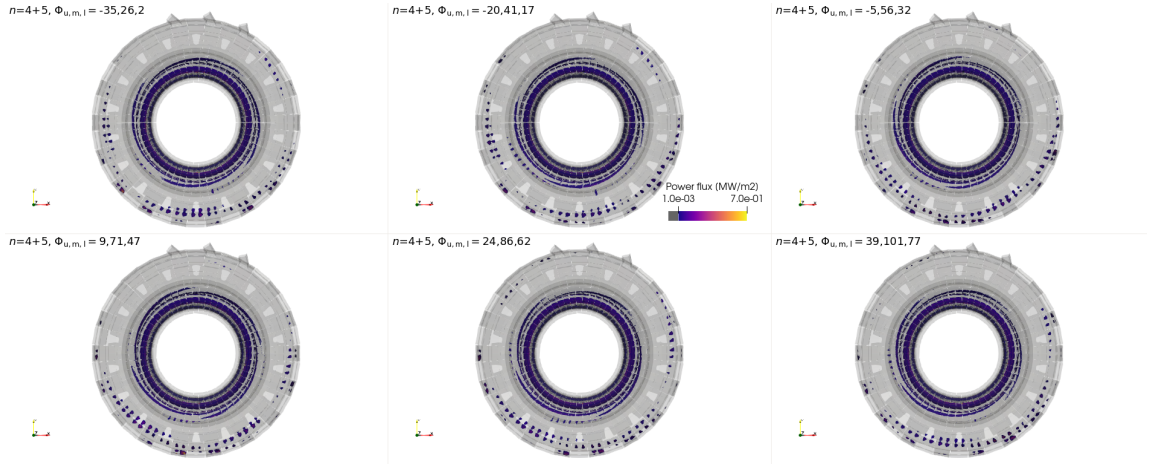 n=4+5, Φu, m, l = -35,26,2
n=4+5, Φu, m, l = -20,41,17
n=4+5, Φu, m, l = -5,56,32
Power flux (MW/m2)
1.0e-03 7.0e-01
n=4+5, Φu, m, l = 9,71,47
n=4+5, Φu, m, l = 24,86,62
n=4+5, Φu, m, l = 39,101,77